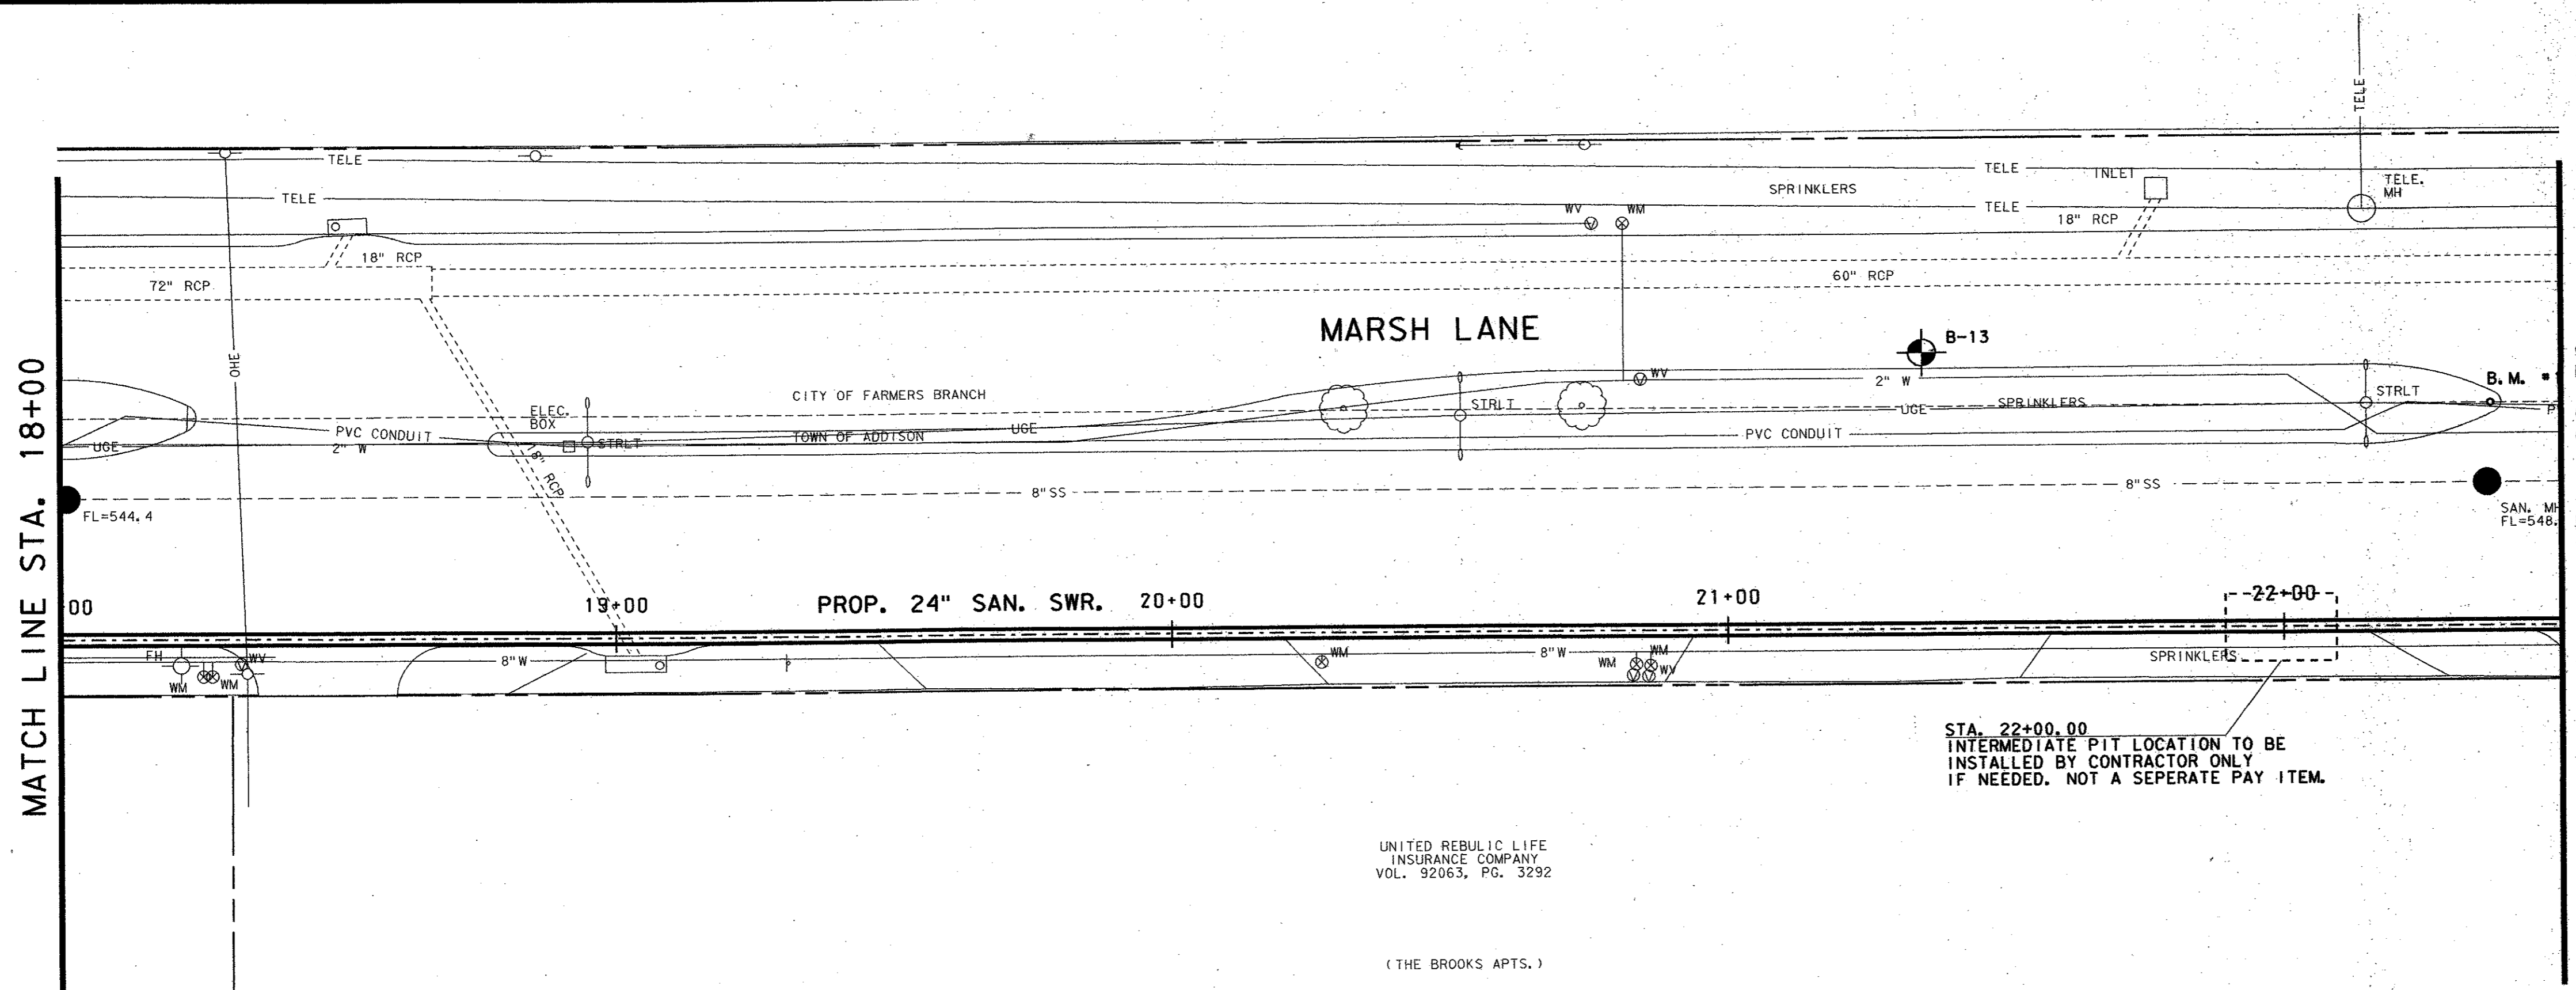 TELE
TELE
TELE
TELE
INLET
TELE.
MH
SPRINKLERS
TELE
WV
WM
18" RCP
18" RCP
72" RCP
60" RCP
MARSH LANE
B-13
OHE
MATCH LINE STA. 18+00
CITY OF FARMERS BRANCH
WV
2" W
B.M.
STRLT
ELEC.
BOX
STRLT
UGE
SPRINKLERS
PVC CONDUIT
UGE
TOWN OF ADDISON
STRLT
PVC CONDUIT
UGE
2" W
18" RCP
8"SS
8"SS
FL=544.4
SAN. MH
FL=548.
00
19+00
PROP. 24" SAN. SWR.
20+00
21+00
22+00
FH
WV
8"W
WM
8"W
WM
WM
WV
SPRINKLERS
WM
WM
STA. 22+00.00
INTERMEDIATE PIT LOCATION TO BE
INSTALLED BY CONTRACTOR ONLY
IF NEEDED. NOT A SEPERATE PAY ITEM.
UNITED REBULIC LIFE
INSURANCE COMPANY
VOL. 92063, PG. 3292
(THE BROOKS APTS.)